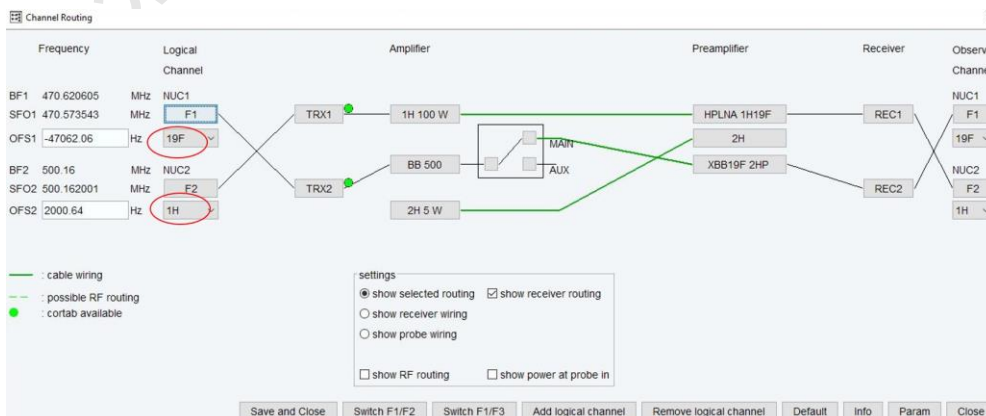 Channel Routing
Frequency Logical Channel Amplifier Preamplifier Receiver Observ Channe
BF1 470.620605 MHz NUC1 NUC1
SFO1 470.573543 MHz F1 TRX1 1H 100 W HPLNA 1H19F REC1 F1
OFS1 -47062.06 Hz 19F MAIN 2H 19F
BF2 500.16 MHz NUC2 BB 500 AUX XBB19F 2HP NUC2
SFO2 500.162001 MHz F2 TRX2 REC2 F2
OFS2 2000.64 Hz 1H 2H 5 W 1H
: cable wiring
: possible RF routing
: cortab available
settings
show selected routing show receiver routing
show receiver wiring
show probe wiring
show RF routing show power at probe in
Save and Close Switch F1/F2 Switch F1/F3 Add logical channel Remove logical channel Default Info Param Close